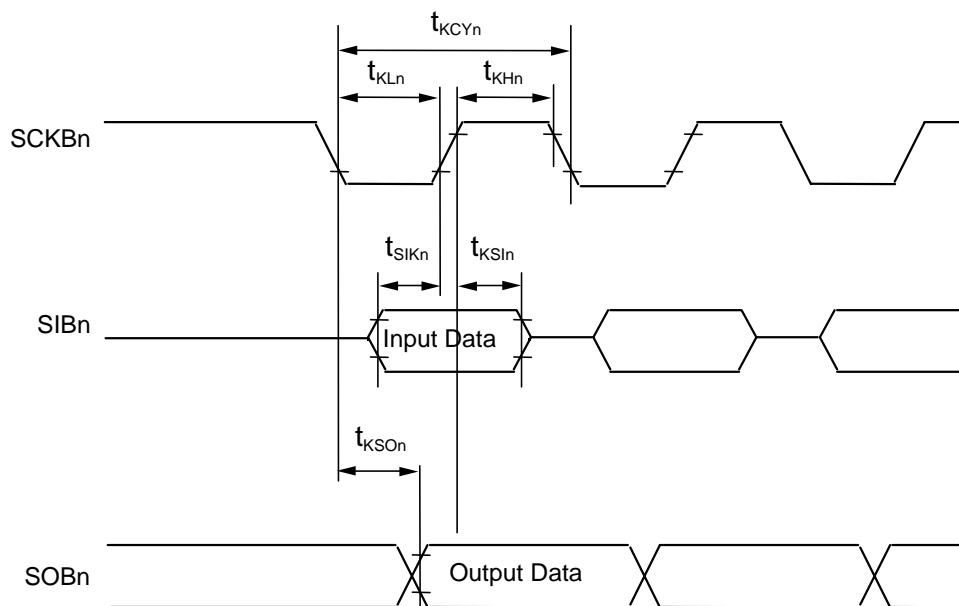 tKCYn
tKLn
tKHn
SCKBn
tSIKn
tKSIn
SIBn
Input Data
tKSOn
SOBn
Output Data